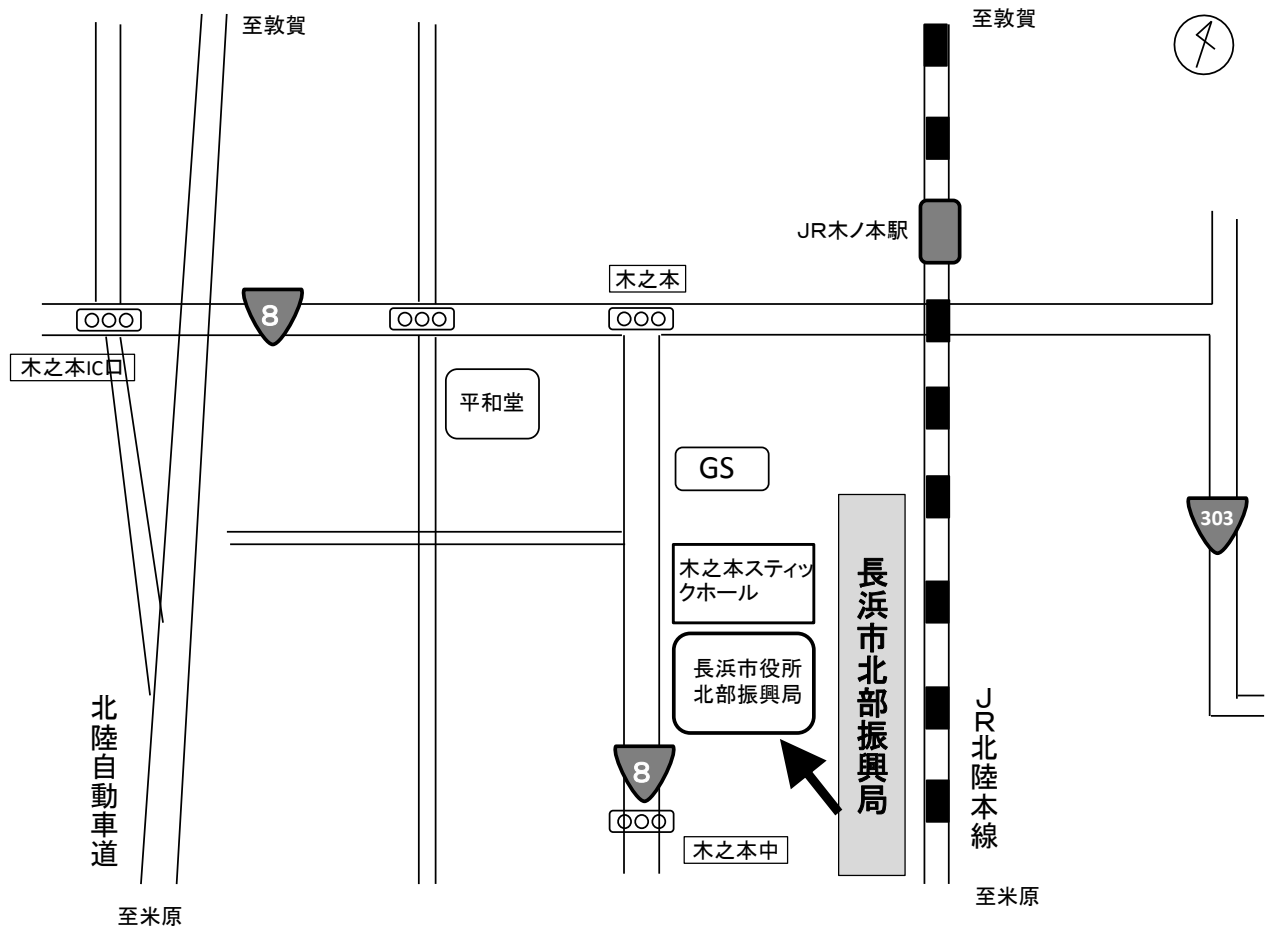 至敦賀
至敦賀
JR木ノ本駅
木之本
8
木之本IC口
平和堂
GS
303
木之本スティッ
クホール
長浜市北部振興局
長浜市役所
北部振興局
北陸自動車道
JR北陸本線
8
木之本中
至米原
至米原